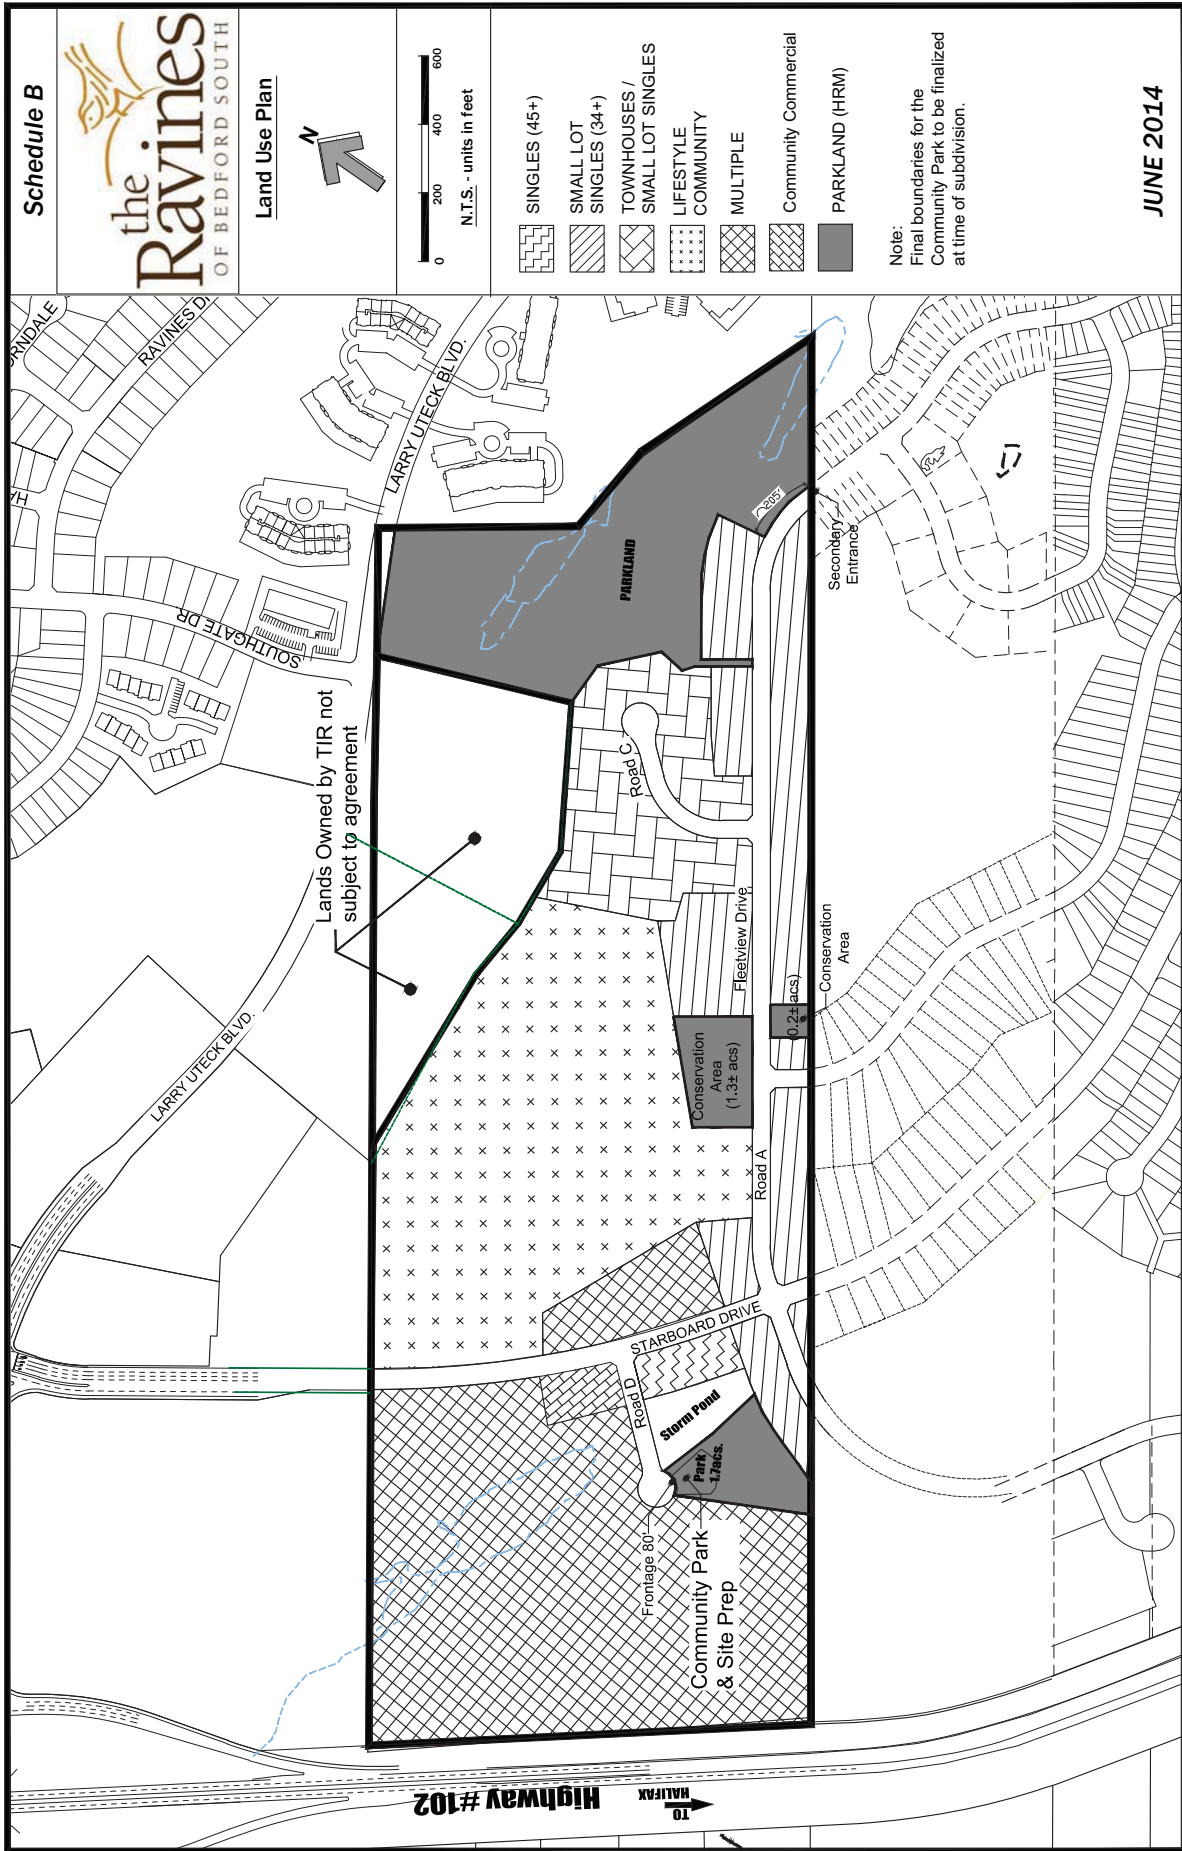 Schedule B
the
Ravines
OF BEDFORD SOUTH
Land Use Plan
N
0 200 400 600
N.T.S. - units in feet
SINGLES (45+)
SMALL LOT
SINGLES (34+)
TOWNHOUSES /
SMALL LOT SINGLES
LIFESTYLE
COMMUNITY
MULTIPLE
Community Commercial
PARKLAND (HRM)
Note:
Final boundaries for the
Community Park to be finalized
at time of subdivision.
JUNE 2014
ORNDALE
RAVINES D
HA
LARRY UTECK BLVD.
SOUTHGATE DR
Lands Owned by TIR not
subject to agreement
LARRY UTECK BLVD.
PARKLAND
205'
Secondary
Entrance
Road C
Fleetview Drive
Conservation
Area
(1.3± acs)
(0.2± acs)
Conservation
Area
Road A
STARBOARD DRIVE
Road D
Storm Pond
Park
1.7acs.
Frontage 80'
Community Park
& Site Prep
Highway #102
TO
HALIFAX